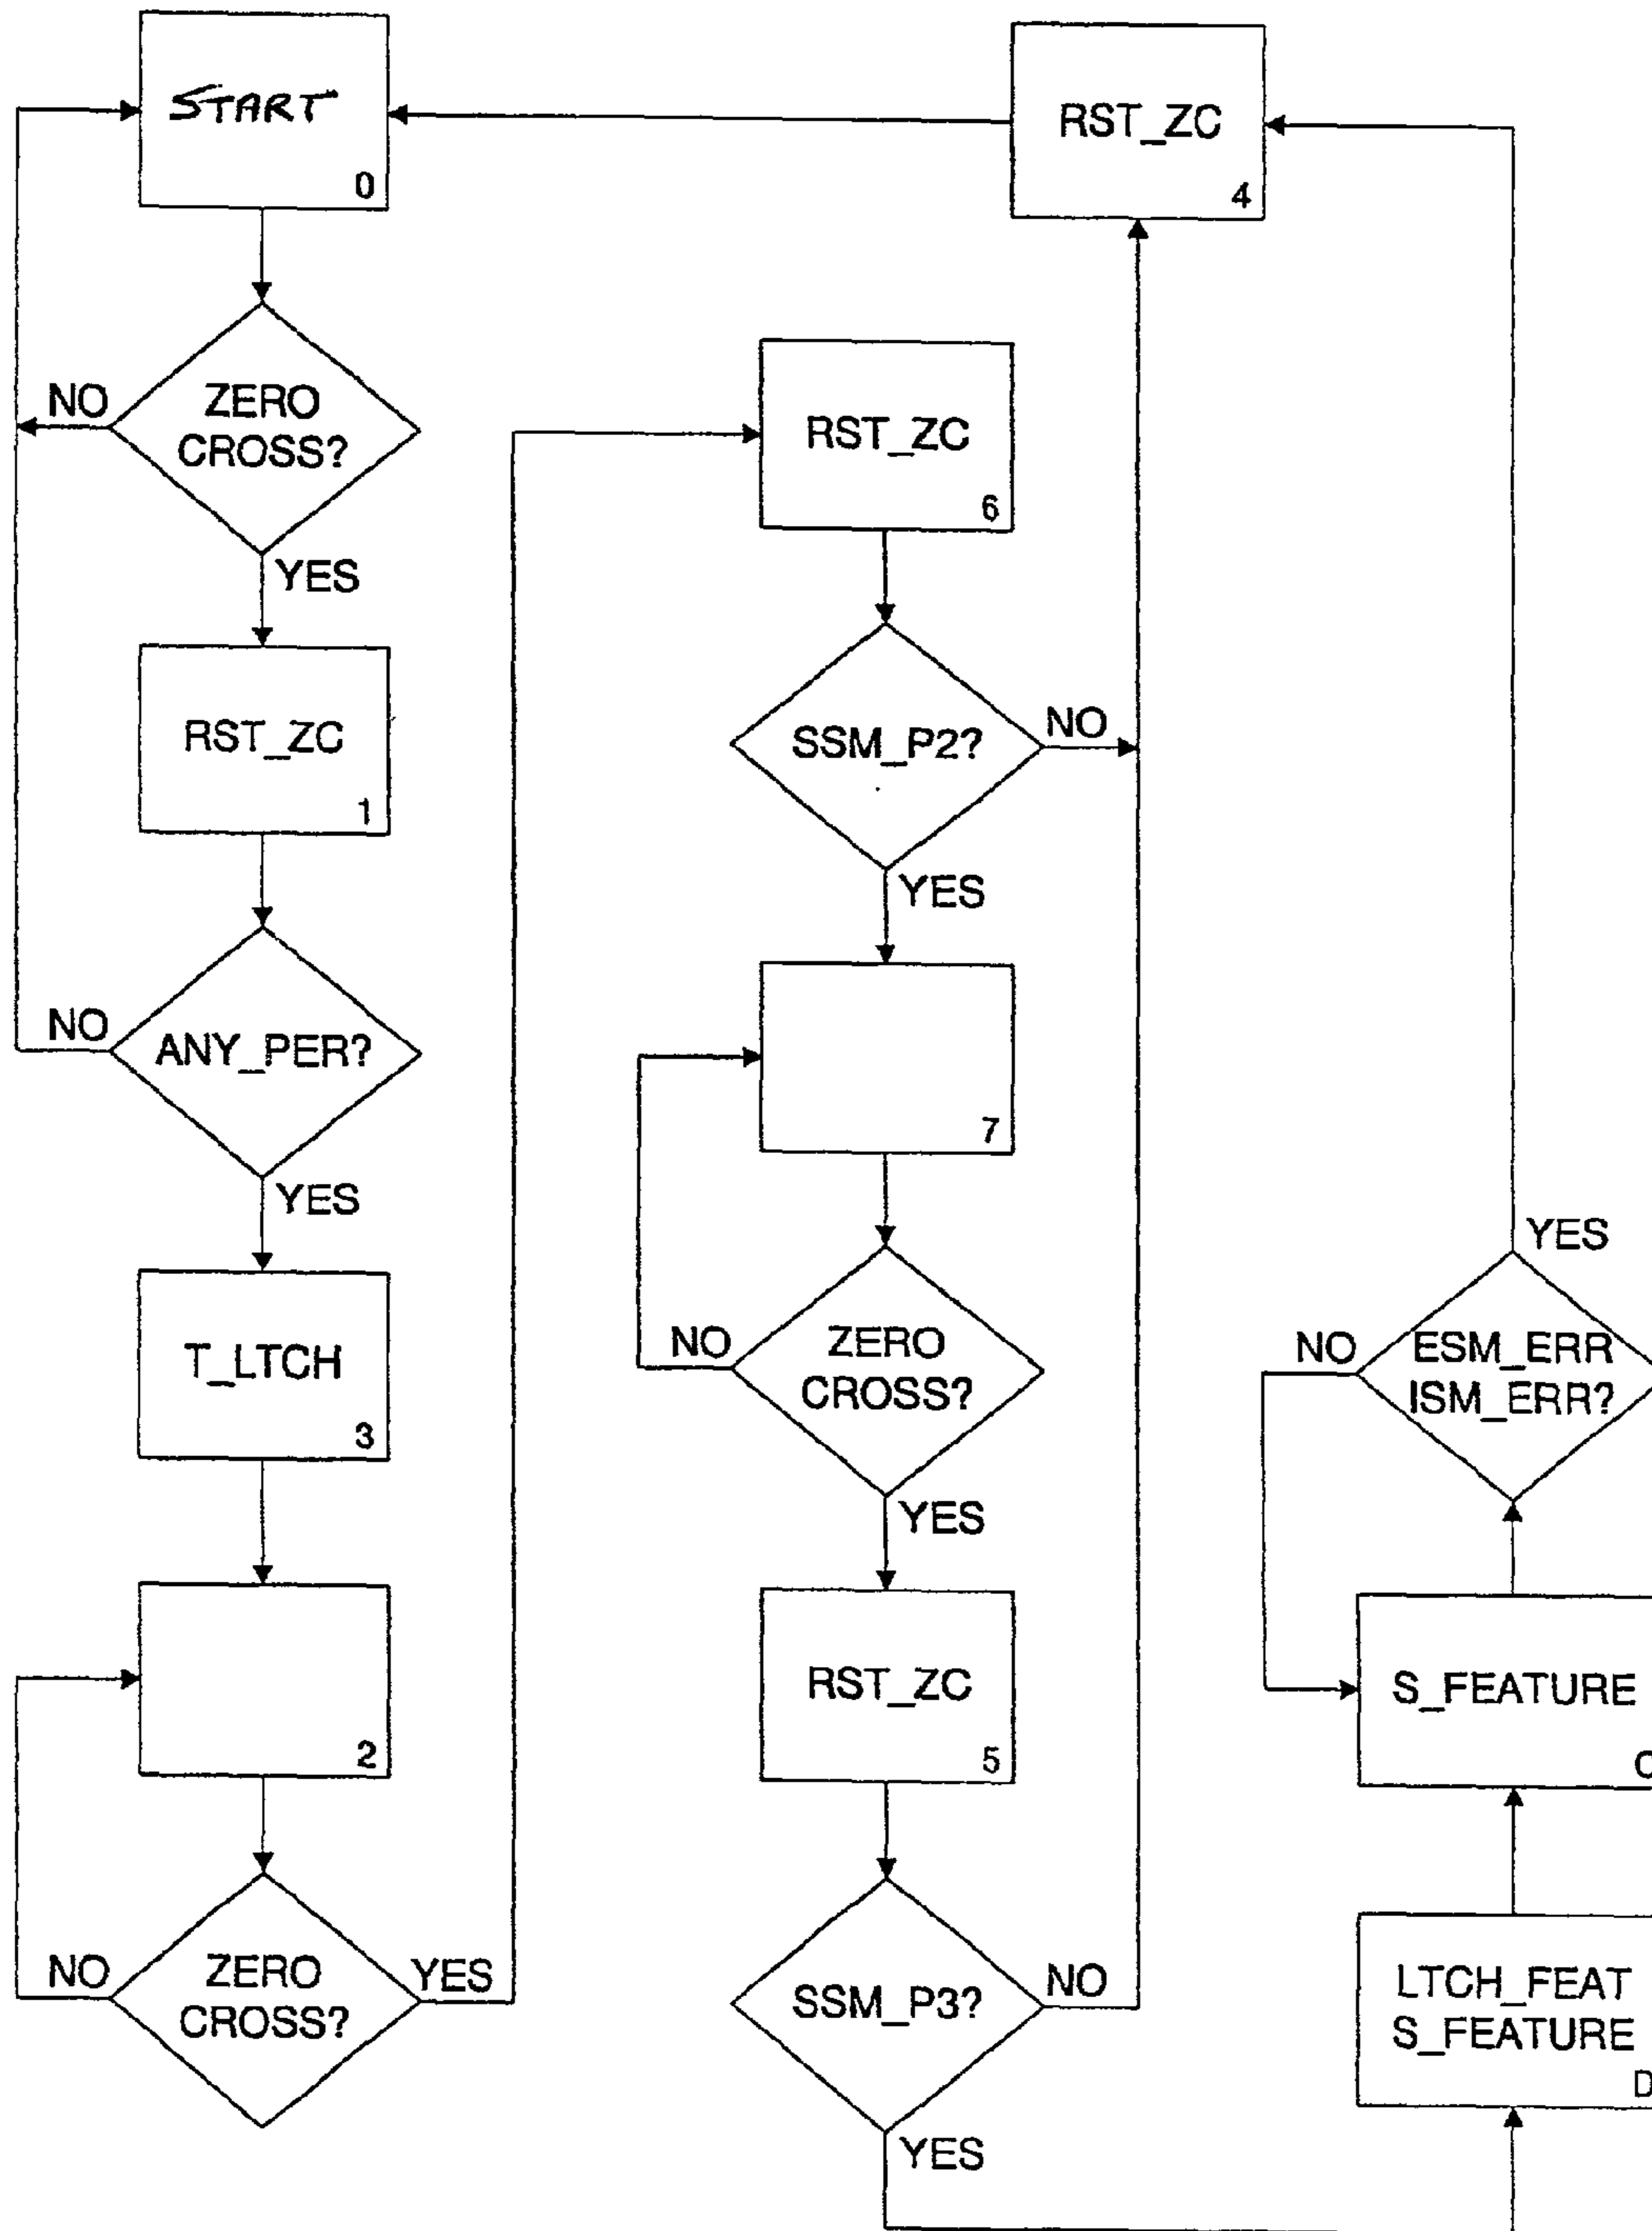 START
0
NO
ZERO
CROSS?
YES
RST_ZC
1
NO
ANY_PER?
YES
T_LTCH
3
2
NO
ZERO
CROSS?
YES
RST_ZC
6
SSM_P2?
NO
YES
7
NO
ZERO
CROSS?
YES
RST_ZC
5
SSM_P3?
NO
YES
RST_ZC
4
YES
NO
ESM_ERR
ISM_ERR?
S_FEATURE
LTCH_FEAT
S_FEATURE
D